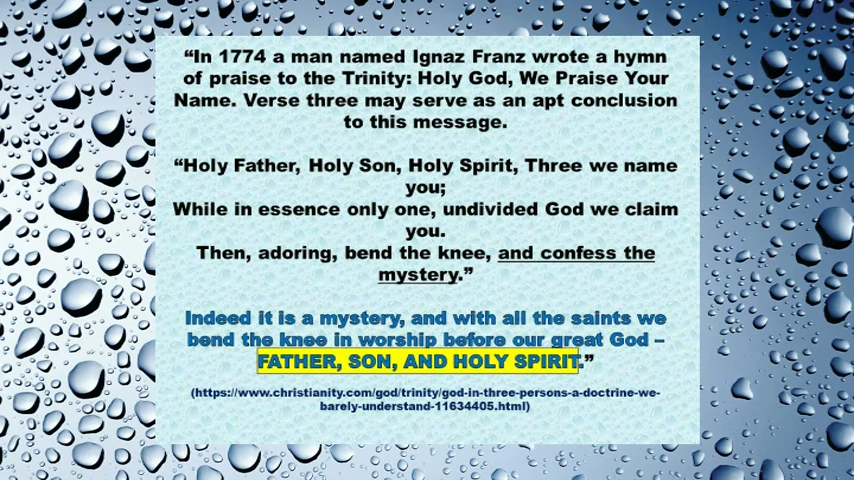 “In 1774 a man named Ignaz Franz wrote a hymn
of praise to the Trinity: Holy God, We Praise Your
Name. Verse three may serve as an apt conclusion
to this message.
“Holy Father, Holy Son, Holy Spirit, Three we name
you;
While in essence only one, undivided God we claim
you.
Then, adoring, bend the knee, and confess the
mystery.”
Indeed it is a mystery, and with all the saints we
bend the knee in worship before our great God –
FATHER, SON, AND HOLY SPIRIT.”
(https://www.christianity.com/god/trinity/god-in-three-persons-a-doctrine-we-
barely-understand-11634405.html)